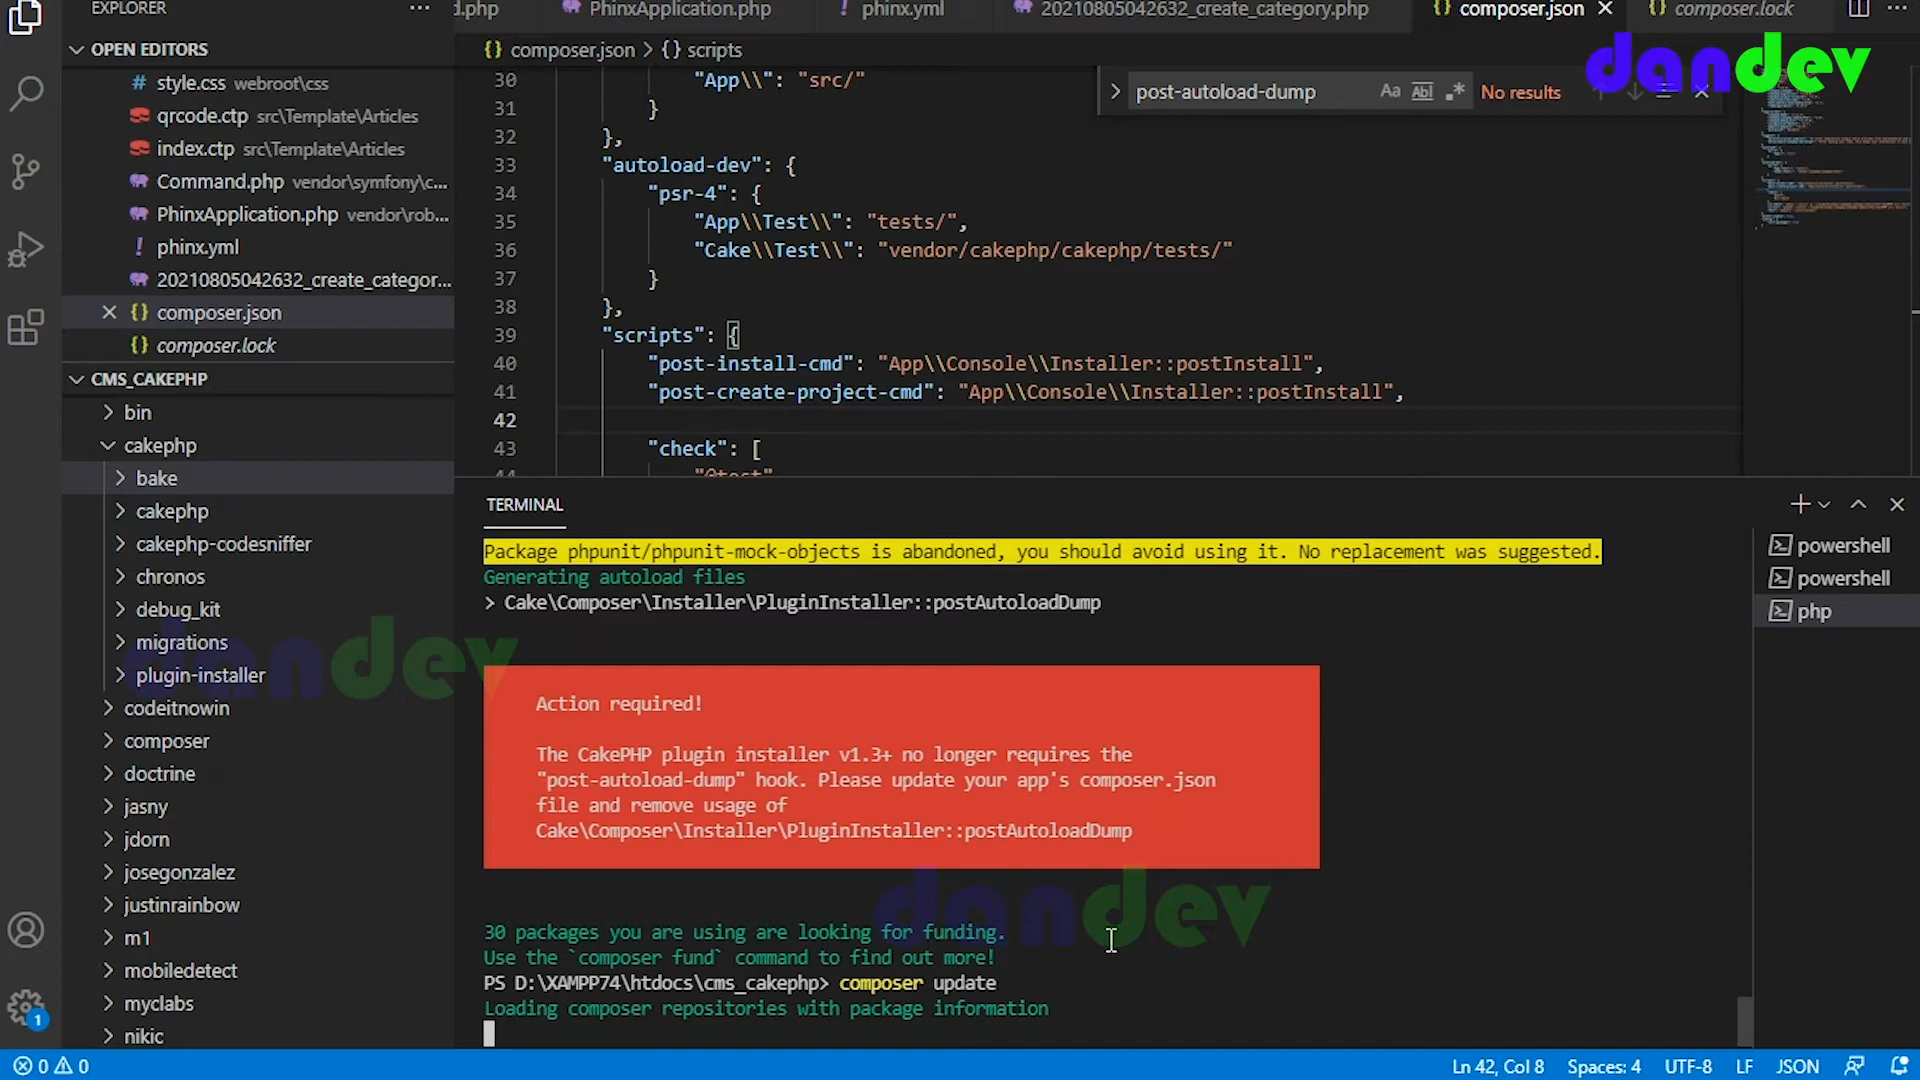 EXPLORER
···
OPEN EDITORS
# style.css webroot\css
qrcode.ctp src\Template\Articles
index.ctp src\Template\Articles
Command.php vendor\symfony\c...
PhinxApplication.php vendor\rob...
! phinx.yml
20210805042632_create_categor...
{} composer.json
{} composer.lock
CMS_CAKEPHP
bin
cakephp
bake
cakephp
cakephp-codesniffer
chronos
debug_kit
migrations
plugin-installer
codeitnowin
composer
doctrine
jasny
jdorn
josegonzalez
justinrainbow
m1
mobiledetect
myclabs
nikic
d.php
PhinxApplication.php
! phinx.yml
20210805042632_create_category.php
{} composer.json
{} composer.lock
{} composer.json > {} scripts
post-autoload-dump Aa Abl .* No results
dandev
30 "App\\": "src/"
31 }
32 },
33 "autoload-dev": {
34 "psr-4": {
35 "App\\Test\\": "tests/",
36 "Cake\\Test\\": "vendor/cakephp/cakephp/tests/"
37 }
38 },
39 "scripts": {
40 "post-install-cmd": "App\\Console\\Installer::postInstall",
41 "post-create-project-cmd": "App\\Console\\Installer::postInstall",
42
43 "check": [
44 "@test"
TERMINAL
Package phpunit/phpunit-mock-objects is abandoned, you should avoid using it. No replacement was suggested.
Generating autoload files
> Cake\Composer\Installer\PluginInstaller::postAutoloadDump
Action required!
The CakePHP plugin installer v1.3+ no longer requires the
"post-autoload-dump" hook. Please update your app's composer.json
file and remove usage of
Cake\Composer\Installer\PluginInstaller::postAutoloadDump
30 packages you are using are looking for funding.
Use the `composer fund` command to find out more!
PS D:\XAMPP74\htdocs\cms_cakephp> composer update
Loading composer repositories with package information
powershell
powershell
php
dandev
dandev
1
0 0
Ln 42, Col 8 Spaces: 4 UTF-8 LF JSON